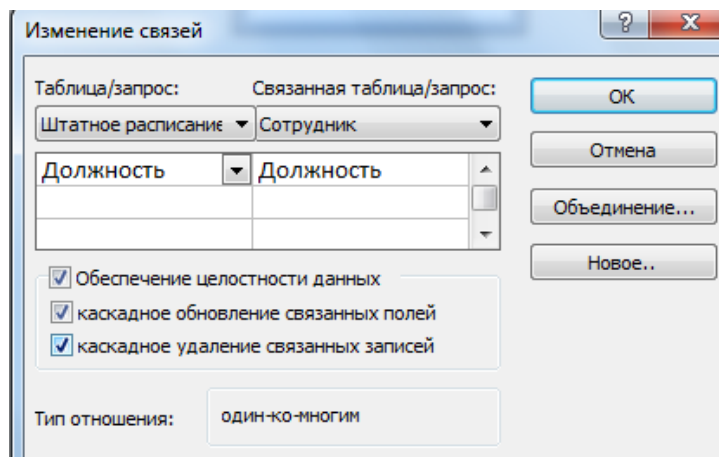 Изменение связей
Таблица/запрос: Связанная таблица/запрос:
Штатное расписание Сотрудник
Должность Должность
Обеспечение целостности данных
каскадное обновление связанных полей
каскадное удаление связанных записей
Тип отношения: один-ко-многим
ОК
Отмена
Объединение...
Новое..